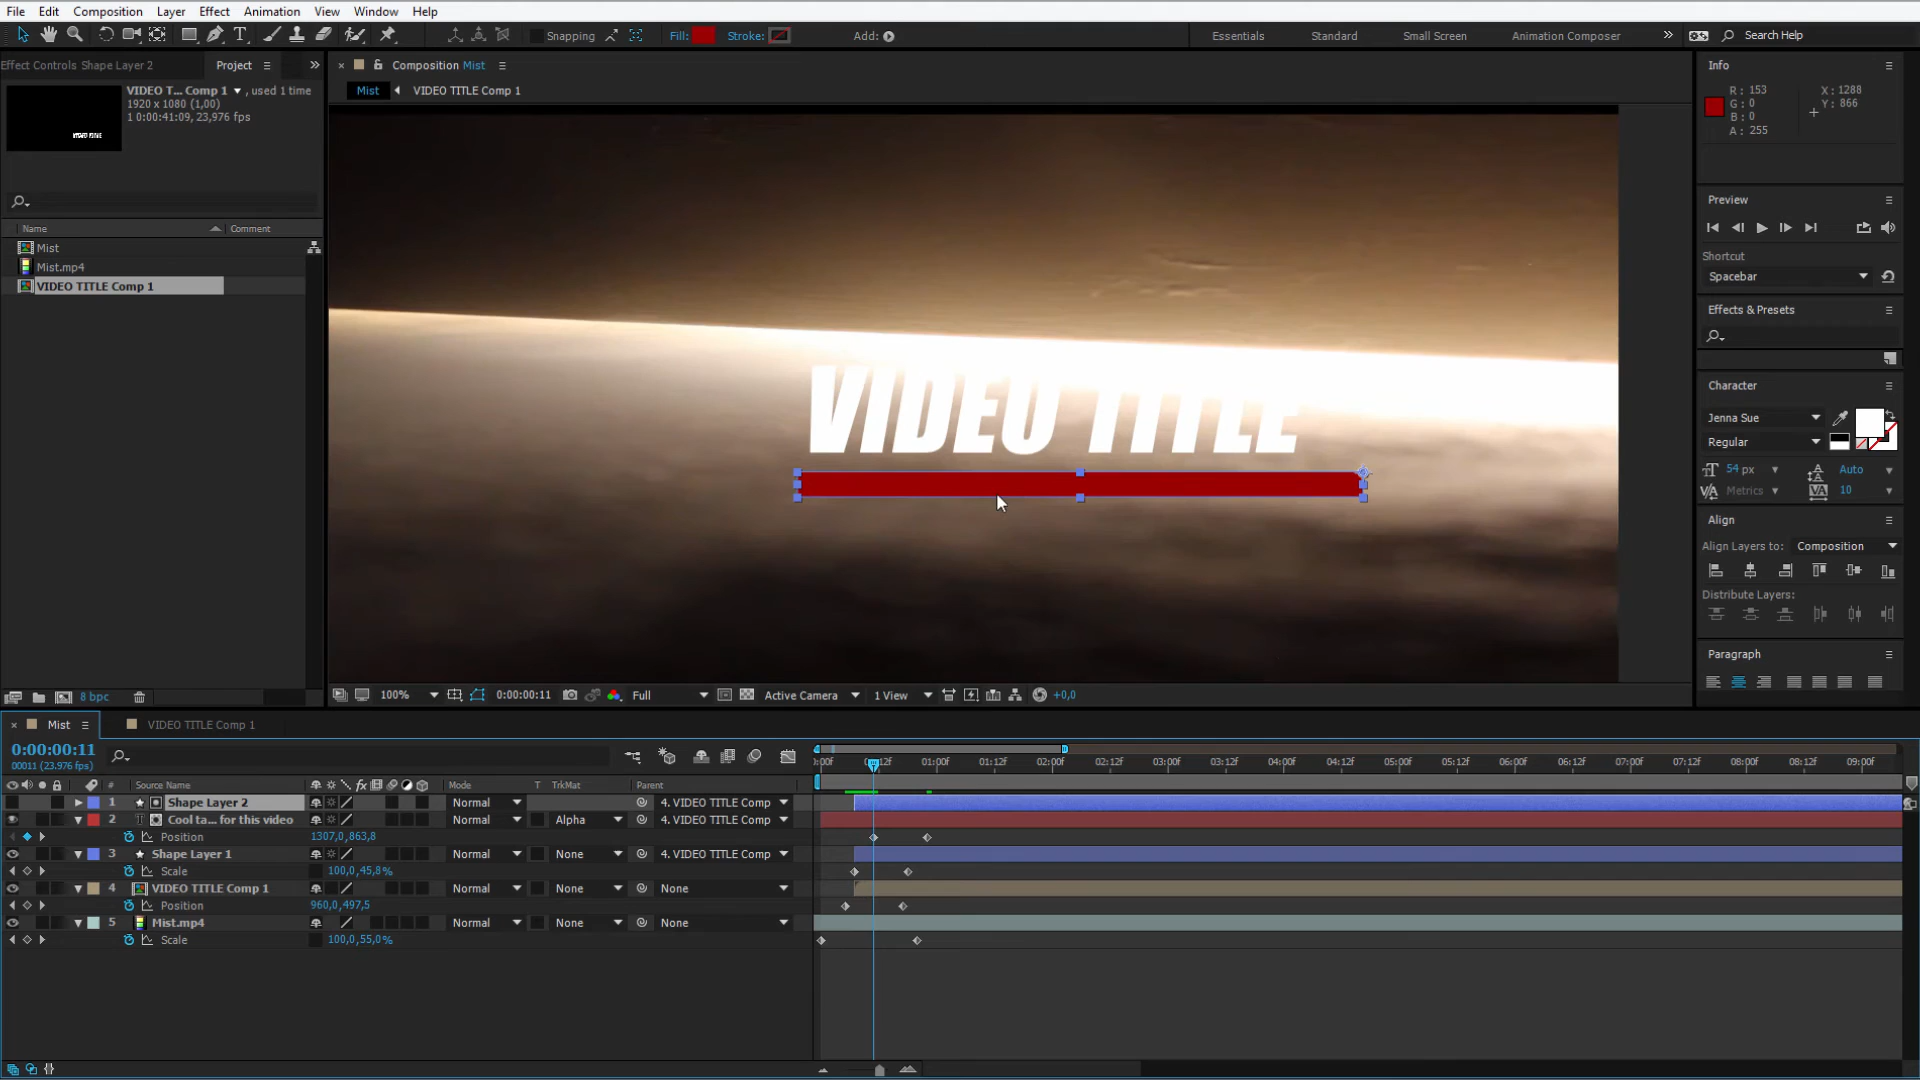 File Edit Composition Layer Effect Animation View Window Help
Snapping Fill: Stroke: Add: Essentials Standard Small Screen Animation Composer Search Help
Effect Controls Shape Layer 2 Project
Composition Mist
Info
VIDEO T... Comp 1 , used 1 time
1920 x 1080 (1,00)
1 0:00:41:09, 23,976 fps
VIDEO TITLE
Mist VIDEO TITLE Comp 1
R : 153
G : 0
B : 0
A : 255
X : 1288
Y : 866
Name Comment
Mist
Mist.mp4
VIDEO TITLE Comp 1
VIDEO TITLE
Preview
Shortcut
Spacebar
Effects & Presets
Character
Jenna Sue
Regular
54 px Auto
Metrics 10
Align
Align Layers to: Composition
Distribute Layers:
Paragraph
8 bpc
100% 0:00:00:11 Full Active Camera 1 View +0,0
Mist VIDEO TITLE Comp 1
0:00:00:11
00011 (23.976 fps)
:00f 00:12f 01:00f 01:12f 02:00f 02:12f 03:00f 03:12f 04:00f 04:12f 05:00f 05:12f 06:00f 06:12f 07:00f 07:12f 08:00f 08:12f 09:00f
# Source Name Mode T TrkMat Parent
1 Shape Layer 2 Normal 4. VIDEO TITLE Comp
2 Cool ta... for this video Normal Alpha 4. VIDEO TITLE Comp
Position 1307,0,863,8
3 Shape Layer 1 Normal None 4. VIDEO TITLE Comp
Scale 100,0,45,8%
4 VIDEO TITLE Comp 1 Normal None None
Position 960,0,497,5
5 Mist.mp4 Normal None None
Scale 100,0,55,0%